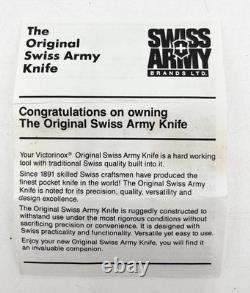 The
Original
Swiss Army
Knife
SWISS
ARMY
BRANDS LTD.
Congratulations on owning
The Original Swiss Army Knife
Your Victorinox® Original Swiss Army Knife is a hard working
tool with traditional Swiss quality built into it.
Since 1891 skilled Swiss craftsmen have produced the
finest pocket knife in the world! The Original Swiss Army
Knife is noted for its precision, quality, versatility and
design excellence.
The Original Swiss Army Knife is ruggedly constructed to
withstand use under the most rigorous conditions without
sacrificing precision or convenience. It is designed with
Swiss practicality and functionality. Versatile yet easy to use.
Enjoy your new Original Swiss Army Knife, you will find it
an invaluable companion.
thumbimg.com